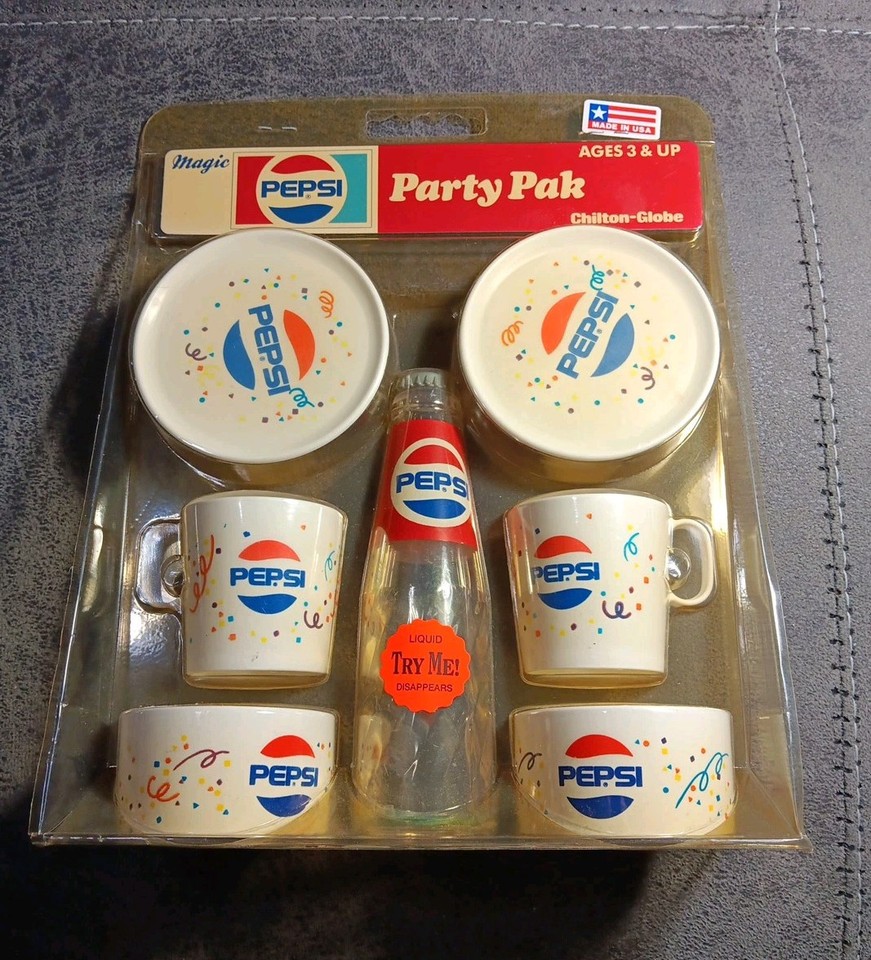 MADE IN USA
Magic
PEPSI
Party Pak
AGES 3 & UP
Chilton-Globe
PEPSI
PEPSI
PEPSI
PEPSI
PEPSI
LIQUID
TRY ME!
DISAPPEARS
PEPSI
PEPSI